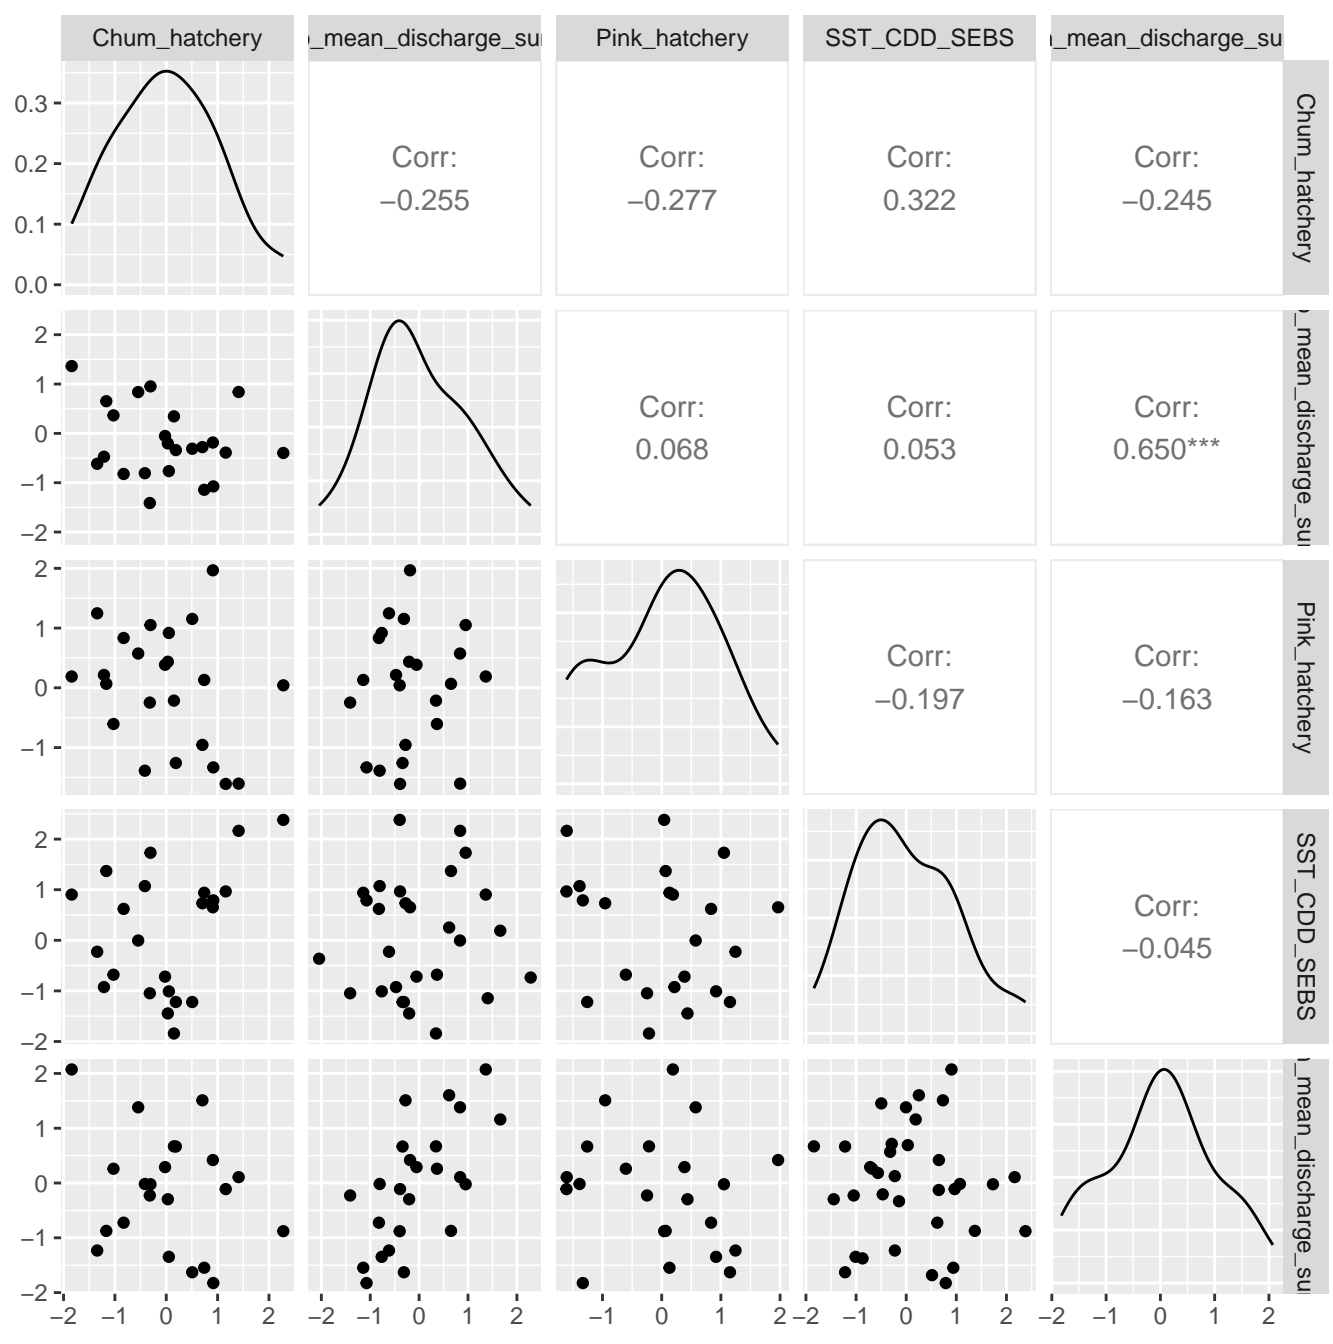 Chum_hatchery
_mean_discharge_su
Pink_hatchery
SST_CDD_SEBS
_mean_discharge_su
0.3
0.2
0.1
0.0
Corr:
−0.255
Corr:
−0.277
Corr:
0.322
Corr:
−0.245
Chum_hatchery
2
1
0
−1
−2
Corr:
0.068
Corr:
0.053
Corr:
0.650***
_mean_discharge_su
2
1
0
−1
Corr:
−0.197
Corr:
−0.163
Pink_hatchery
2
1
0
−1
−2
Corr:
−0.045
SST_CDD_SEBS
2
1
0
−1
−2
_mean_discharge_su
−2 −1 0 1 2
−2 −1 0 1 2
−1 0 1 2
−2 −1 0 1 2
−2 −1 0 1 2